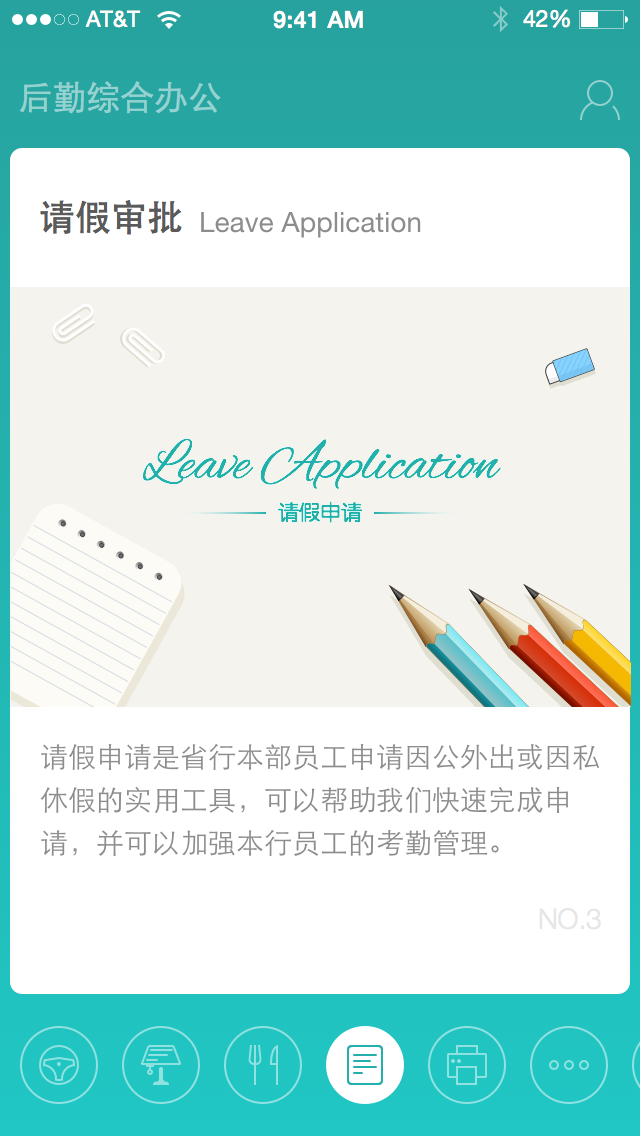 AT&T 9:41 AM 42%
后勤综合办公
请假审批 Leave Application
Leave Application
请假申请
请假申请是省行本部员工申请因公外出或因私
休假的实用工具，可以帮助我们快速完成申
请，并可以加强本行员工的考勤管理。
NO.3